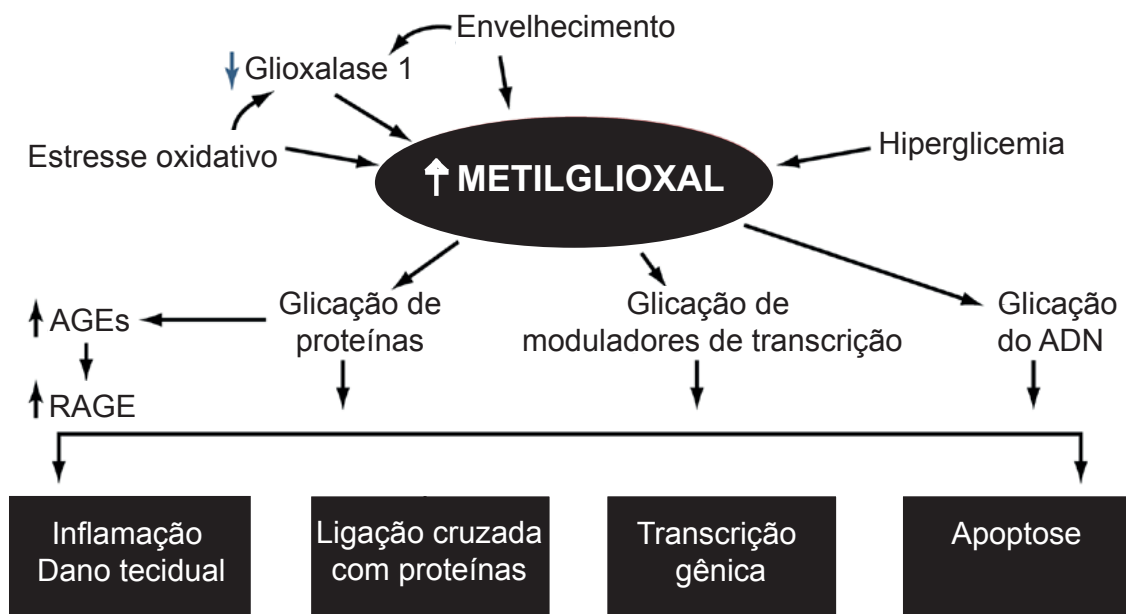 Envelhecimento
↓ Glioxalase 1
Estresse oxidativo
Hiperglicemia
↑ METILGLIOXAL
Glicação de
proteínas
Glicação de
moduladores de transcrição
Glicação
do ADN
↑ AGEs
↑ RAGE
Inflamação
Dano tecidual
Ligação cruzada
com proteínas
Transcrição
gênica
Apoptose